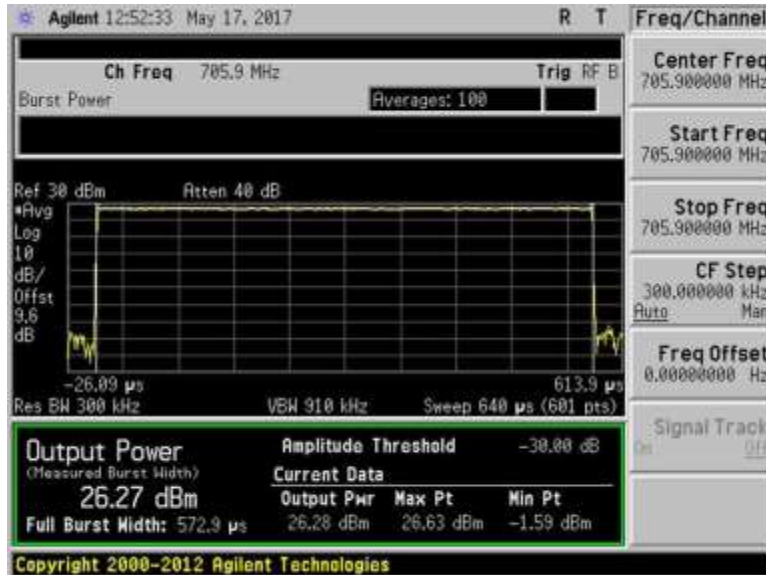 Agilent 12:52:33 May 17, 2017 R T
Freq/Channel
Ch Freq 705.9 MHz Trig RF B
Burst Power Averages: 100
Ref 30 dBm Atten 40 dB
*Avg
Log
10
dB/
Offst
9.6
dB
-26.09 µs 613.9 µs
Res BW 300 kHz VBW 910 kHz Sweep 640 µs (601 pts)
Output Power
(Measured Burst Width)
26.27 dBm
Full Burst Width: 572.9 µs
Amplitude Threshold -30.00 dB
Current Data
Output Pwr Max Pt Min Pt
26.28 dBm 26.63 dBm -1.59 dBm
Copyright 2000-2012 Agilent Technologies
Center Freq
705.900000 MHz
Start Freq
705.900000 MHz
Stop Freq
705.900000 MHz
CF Step
300.000000 kHz
Auto Man
Freq Offset
0.00000000 Hz
Signal Track
On Off